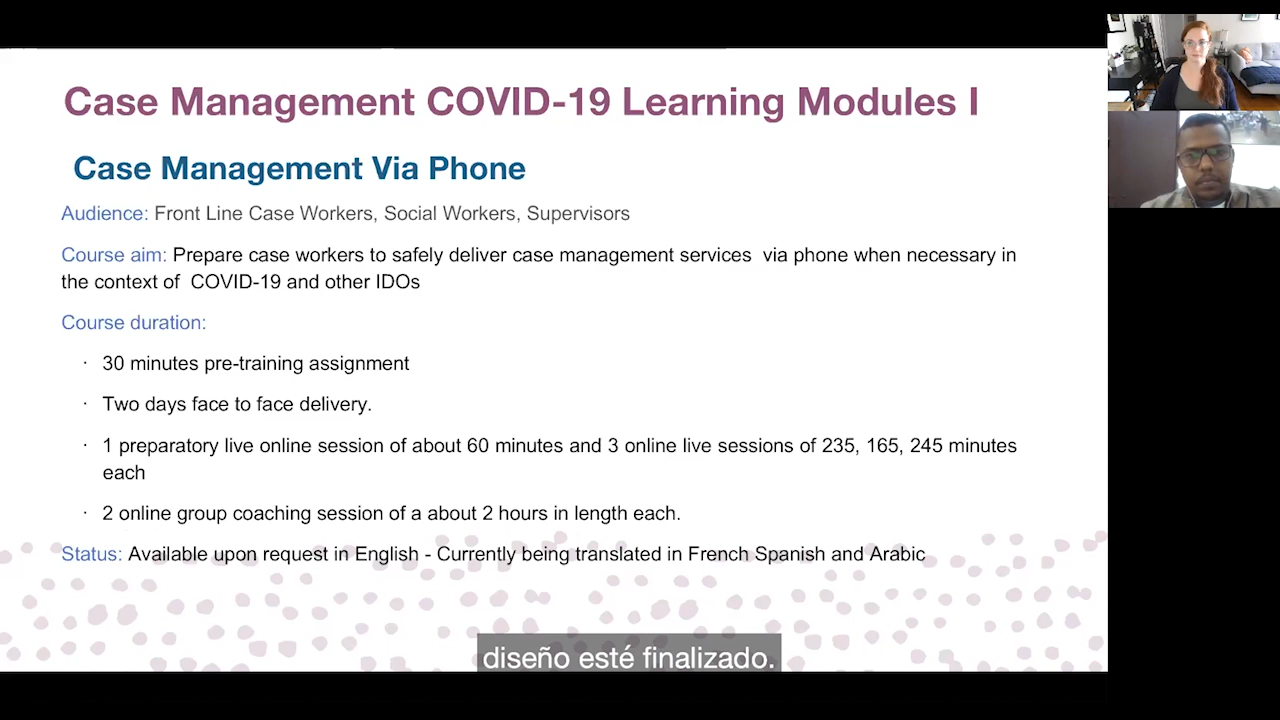 Case Management COVID-19 Learning Modules I
Case Management Via Phone
Audience: Front Line Case Workers, Social Workers, Supervisors
Course aim: Prepare case workers to safely deliver case management services  via phone when necessary in
the context of  COVID-19 and other IDOs
Course duration:
· 30 minutes pre-training assignment
· Two days face to face delivery.
· 1 preparatory live online session of about 60 minutes and 3 online live sessions of 235, 165, 245 minutes
each
· 2 online group coaching session of a about 2 hours in length each.
Status: Available upon request in English - Currently being translated in French Spanish and Arabic
diseño esté finalizado.